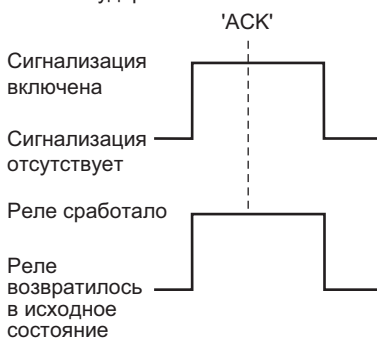 'ACK'
Сигнализация
включена
Сигнализация
отсутствует
Реле сработало
Реле
возвратилось
в исходное
состояние